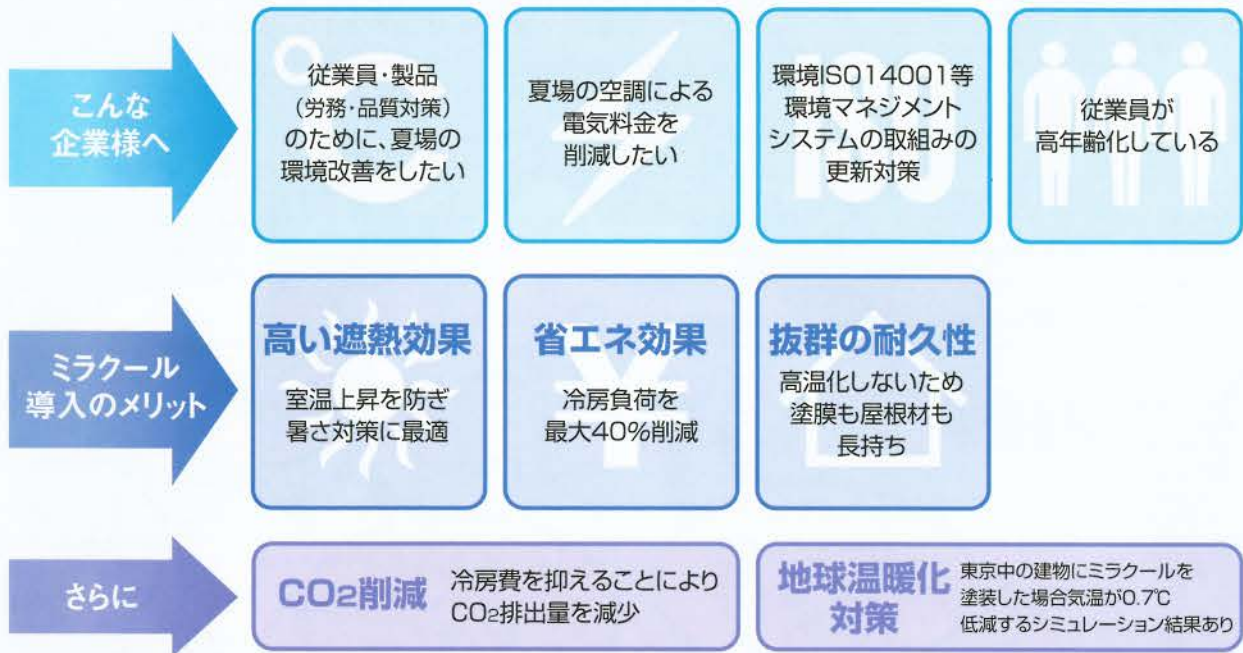 こんな
企業様へ
従業員・製品
（労務・品質対策）
のために、夏場の
環境改善をしたい
夏場の空調による
電気料金を
削減したい
環境ISO14001等
環境マネジメント
システムの取組みの
更新対策
従業員が
高年齢化している
ミラクール
導入のメリット
高い遮熱効果
室温上昇を防ぎ
暑さ対策に最適
省エネ効果
冷房負荷を
最大40%削減
抜群の耐久性
高温化しないため
塗膜も屋根材も
長持ち
さらに
CO2削減
冷房費を抑えることにより
CO2排出量を減少
地球温暖化
対策
東京中の建物にミラクールを
塗装した場合気温が0.7℃
低減するシミュレーション結果あり